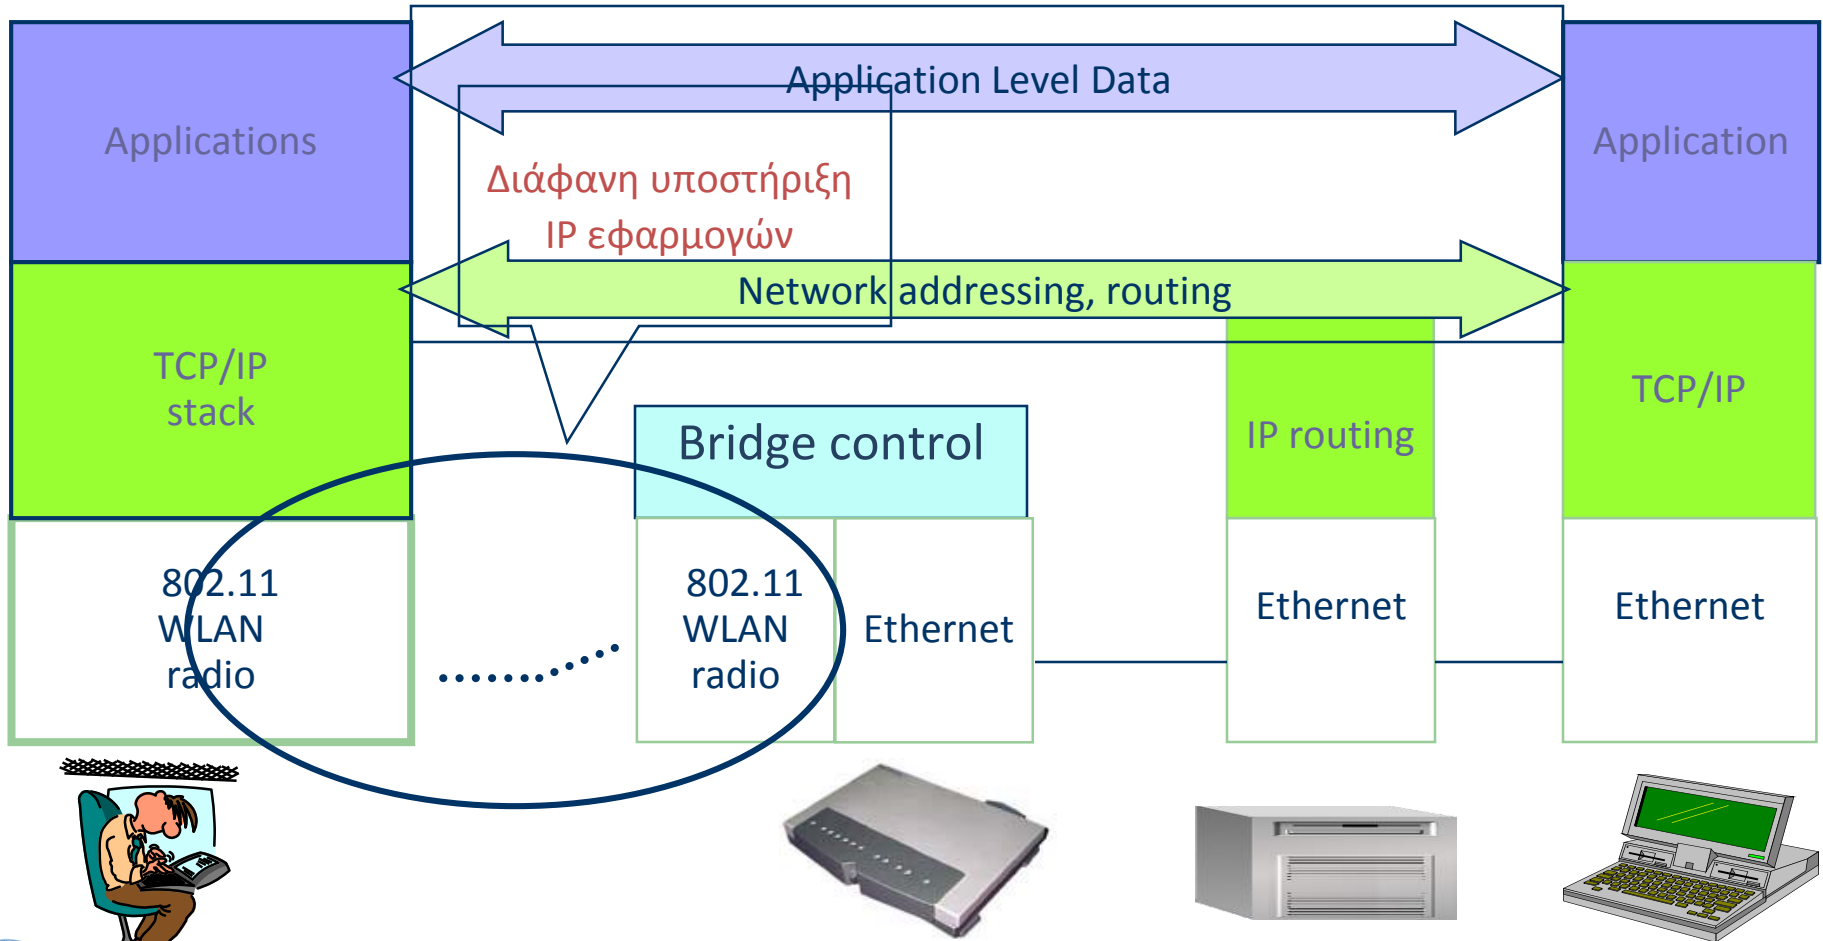 Application Level Data
Applications
Application
Διάφανη υποστήριξη
IP εφαρμογών
Network addressing, routing
TCP/IP
stack
Bridge control
IP routing
TCP/IP
802.11
WLAN
radio
802.11
WLAN
radio
Ethernet
Ethernet
Ethernet